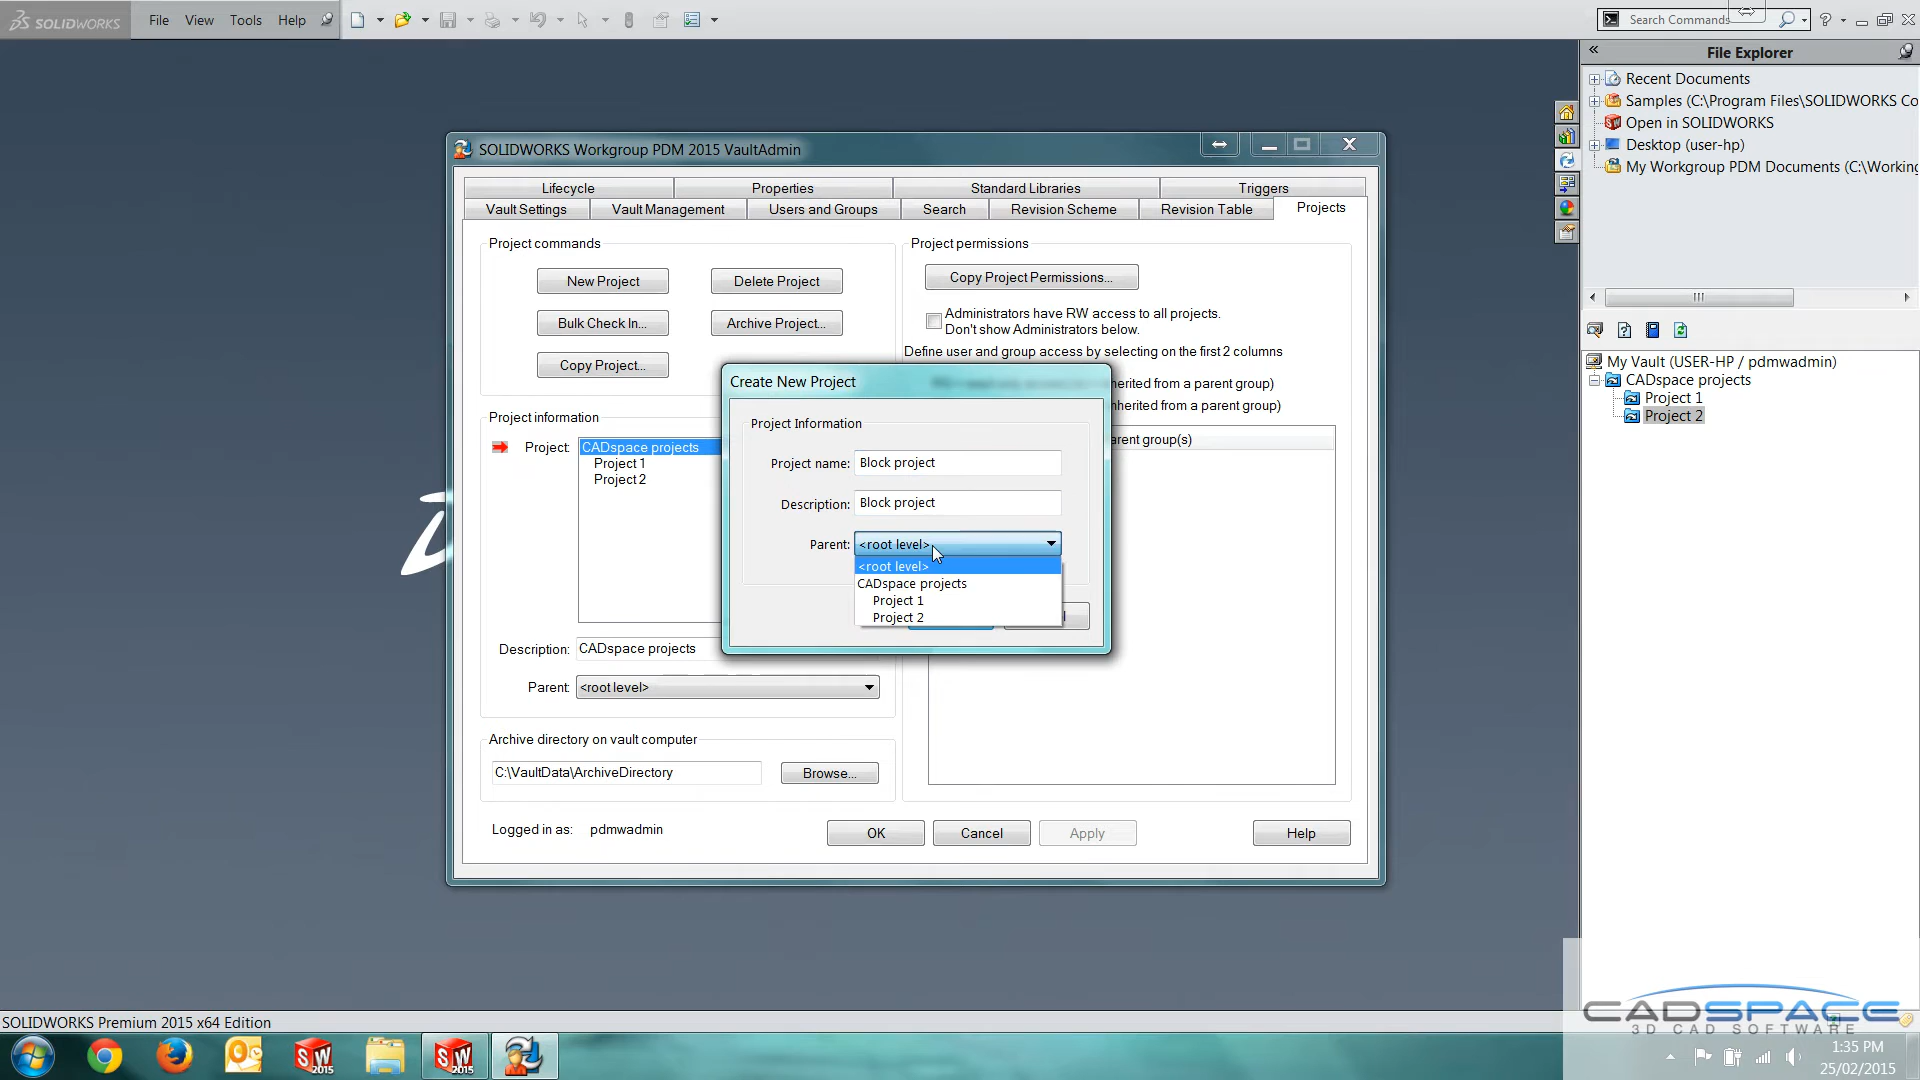 SOLIDWORKS
File View Tools Help
Search Commands
File Explorer
Recent Documents
Samples (C:\Program Files\SOLIDWORKS Co
Open in SOLIDWORKS
Desktop (user-hp)
My Workgroup PDM Documents (C:\Working
My Vault (USER-HP / pdmwadmin)
CADspace projects
Project 1
Project 2
SOLIDWORKS Workgroup PDM 2015 VaultAdmin
Lifecycle Properties Standard Libraries Triggers
Vault Settings Vault Management Users and Groups Search Revision Scheme Revision Table Projects
Project commands
New Project Delete Project
Bulk Check In... Archive Project...
Copy Project...
Project information
Project:
CADspace projects
Project 1
Project 2
Description: CADspace projects
Parent: <root level>
Archive directory on vault computer
C:\VaultData\ArchiveDirectory Browse...
Logged in as: pdmwadmin
OK Cancel Apply Help
Project permissions
Copy Project Permissions...
Administrators have RW access to all projects.
Don't show Administrators below.
Define user and group access by selecting on the first 2 columns
herited from a parent group)
herited from a parent group)
arent group(s)
Create New Project
Project Information
Project name: Block project
Description: Block project
Parent: <root level>
<root level>
CADspace projects
Project 1
Project 2
SOLIDWORKS Premium 2015 x64 Edition
CADSPACE
3D CAD SOFTWARE
SW 2015
SW 2015
1:35 PM
25/02/2015